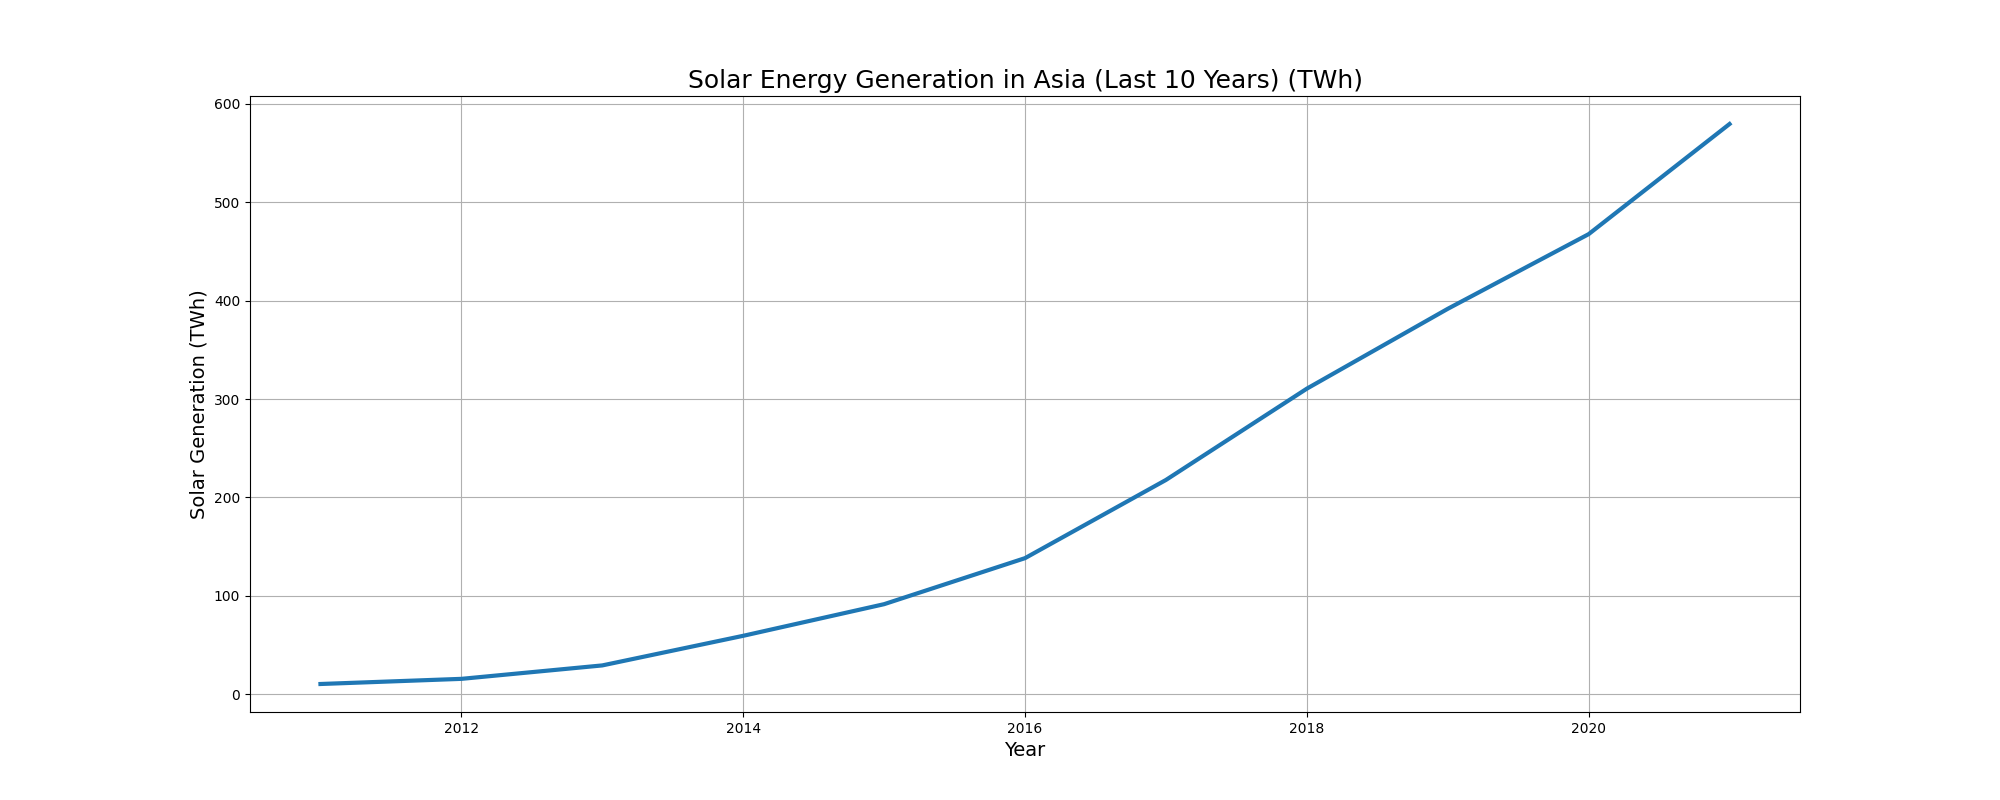 Solar Energy Generation in Asia (Last 10 Years) (TWh)
600
500
400
300
200
100
0
Solar Generation (TWh)
2012 2014 2016 2018 2020
Year